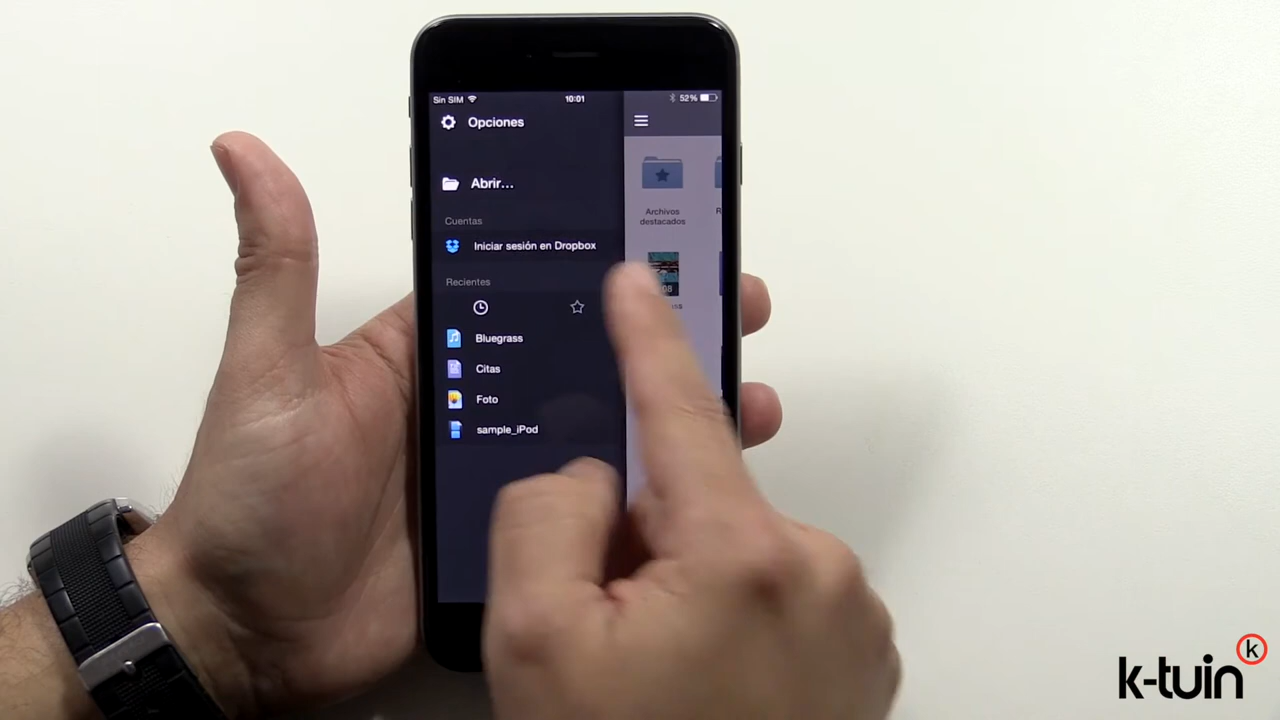 Sin SIM
10:01
52%
Opciones
Abrir...
Archivos
destacados
Cuentas
Iniciar sesión en Dropbox
Recientes
Bluegrass
Citas
Foto
sample_iPod
k-tuin
k